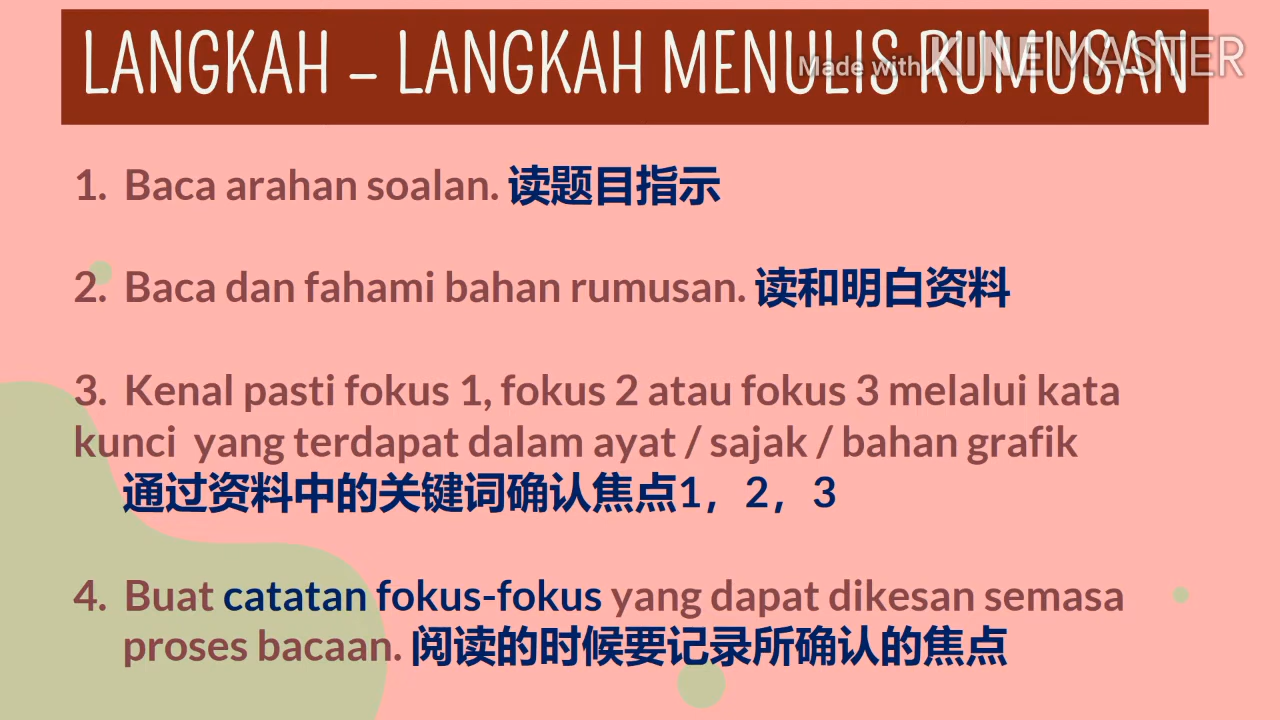 LANGKAH – LANGKAH MENULIS RUMUSAN
Made with KINEMASTER
1. Baca arahan soalan. 读题目指示
2. Baca dan fahami bahan rumusan. 读和明白资料
3. Kenal pasti fokus 1, fokus 2 atau fokus 3 melalui kata
kunci yang terdapat dalam ayat / sajak / bahan grafik
通过资料中的关键词确认焦点1，2，3
4. Buat catatan fokus-fokus yang dapat dikesan semasa
proses bacaan. 阅读的时候要记录所确认的焦点